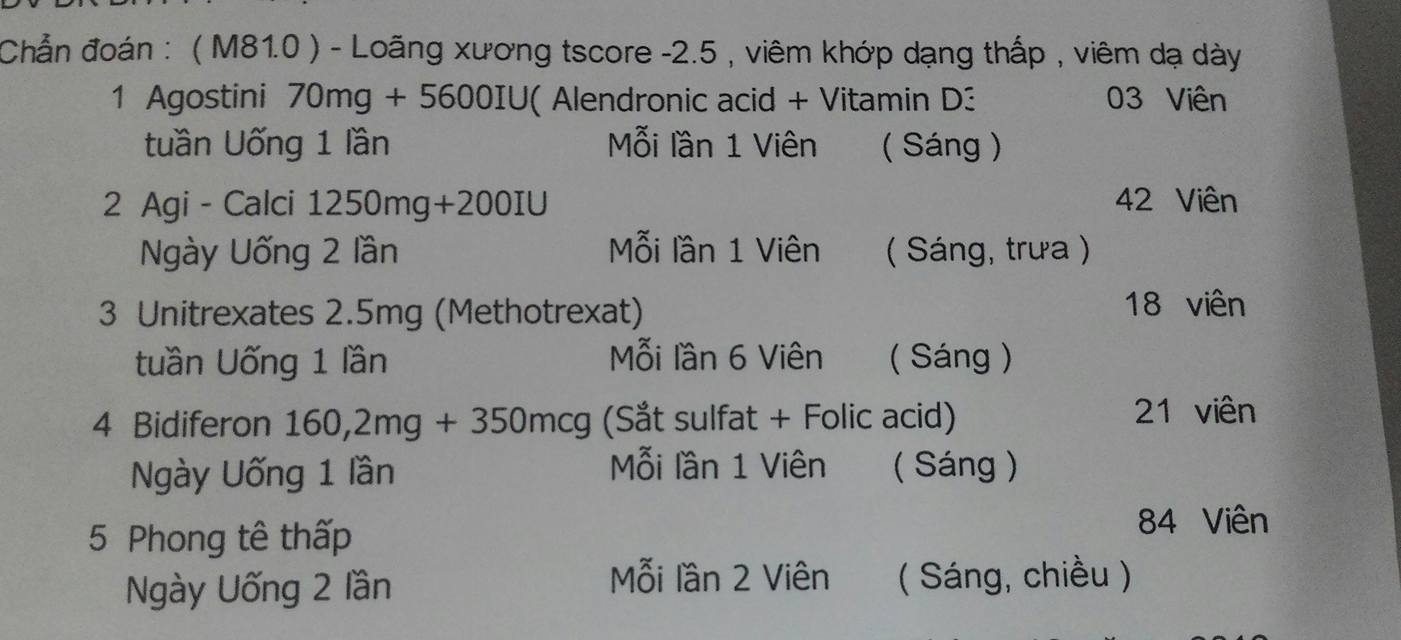 Chẩn đoán : ( M81.0 ) - Loãng xương tscore -2.5 , viêm khớp dạng thấp , viêm dạ dày
1 Agostini 70mg + 5600IU( Alendronic acid + Vitamin D3 03 Viên
tuần Uống 1 lần Mỗi lần 1 Viên ( Sáng )
2 Agi - Calci 1250mg+200IU 42 Viên
Ngày Uống 2 lần Mỗi lần 1 Viên ( Sáng, trưa )
3 Unitrexates 2.5mg (Methotrexat) 18 viên
tuần Uống 1 lần Mỗi lần 6 Viên ( Sáng )
4 Bidiferon 160,2mg + 350mcg (Sắt sulfat + Folic acid) 21 viên
Ngày Uống 1 lần Mỗi lần 1 Viên ( Sáng )
5 Phong tê thấp 84 Viên
Ngày Uống 2 lần Mỗi lần 2 Viên ( Sáng, chiều )